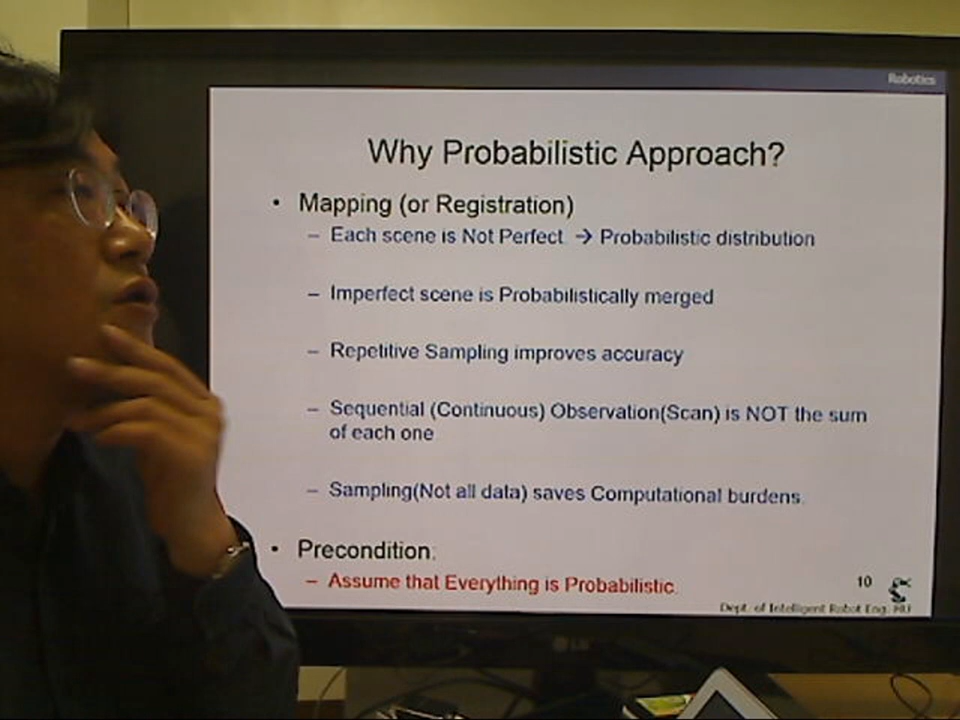 Robotics
Why Probabilistic Approach?
• Mapping (or Registration)
– Each scene is Not Perfect. → Probabilistic distribution
– Imperfect scene is Probabilistically merged
– Repetitive Sampling improves accuracy
– Sequential (Continuous) Observation(Scan) is NOT the sum
of each one
– Sampling(Not all data) saves Computational burdens.
• Precondition:
– Assume that Everything is Probabilistic.
10
Dept. of Intelligent Robot Eng.
LG